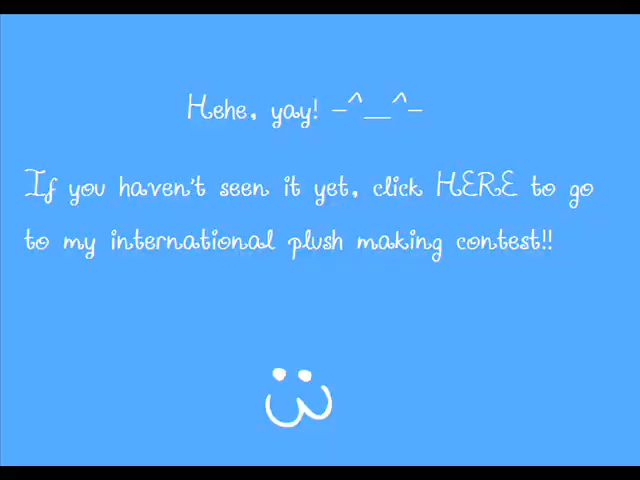 Hehe, yay! -^__^-
If you haven't seen it yet, click HERE to go
to my international plush making contest!!